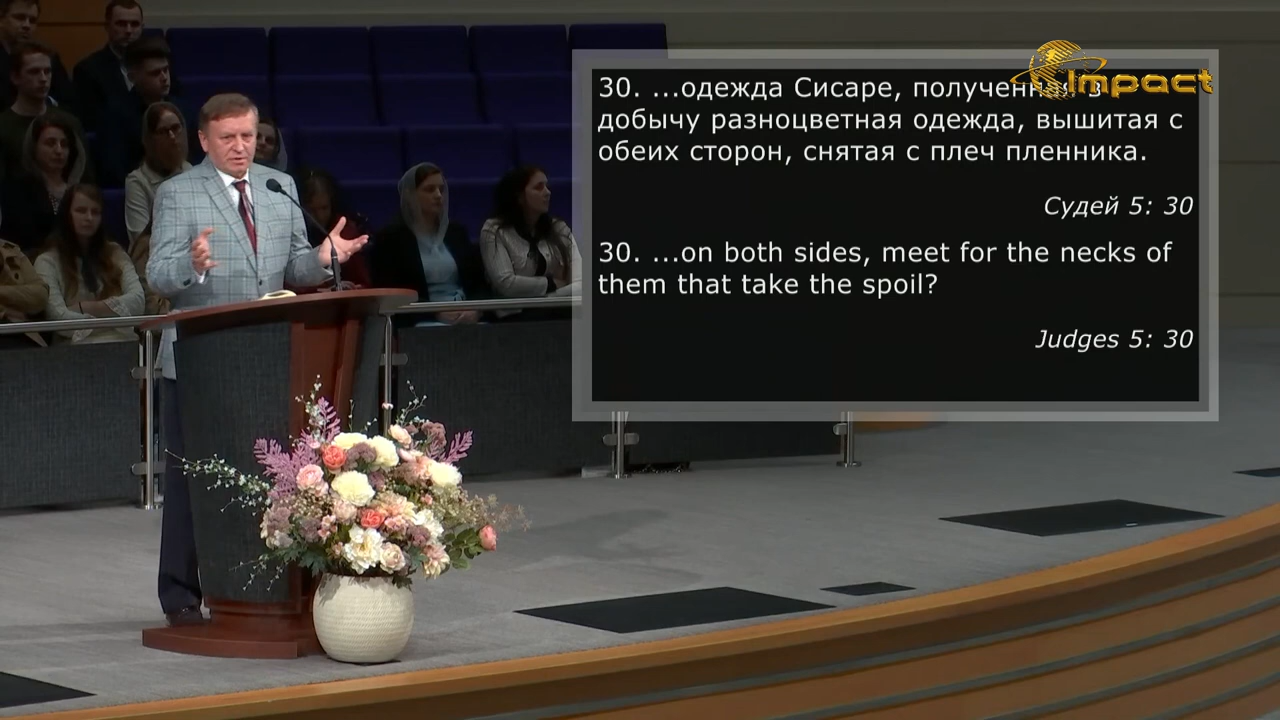 Impact
30. ...одежда Сисаре, полученная в
добычу разноцветная одежда, вышитая с
обеих сторон, снятая с плеч пленника.
Судей 5: 30
30. ...on both sides, meet for the necks of
them that take the spoil?
Judges 5: 30